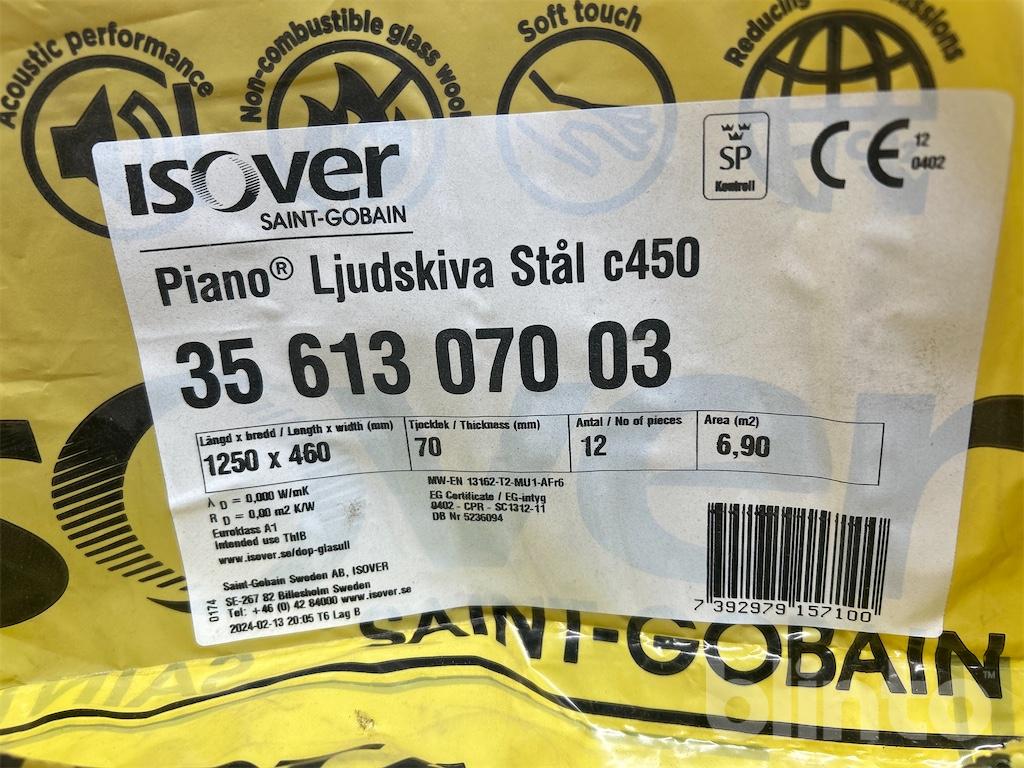 Acoustic performance
Non-combustible glass wool
Soft touch
Reducing
isover
SAINT-GOBAIN
SP
Kontroll
CE
12
0402
Piano® Ljudskiva Stål c450
35 613 070 03
Längd x bredd / Length x width (mm)
1250 x 460
Tjocklek / Thickness (mm)
70
Antal / No of pieces
12
Area (m2)
6,90
λ D = 0,000 W/mK
R D = 0,00 m2 K/W
Euroklass A1
Intended use ThIB
www.isover.se/dop-glasull
MW-EN 13162-T2-MU1-AFr6
EG Certificate / EG-intyg
0402 - CPR - SC1312-11
DB Nr 5236094
0174
Saint-Gobain Sweden AB, ISOVER
SE-267 82 Billesholm Sweden
Tel: +46 (0) 42 84000 www.isover.se
2024-02-13 20:05 T6 Lag B
7 392979 157100
SAINT-GOBAIN™
blinto